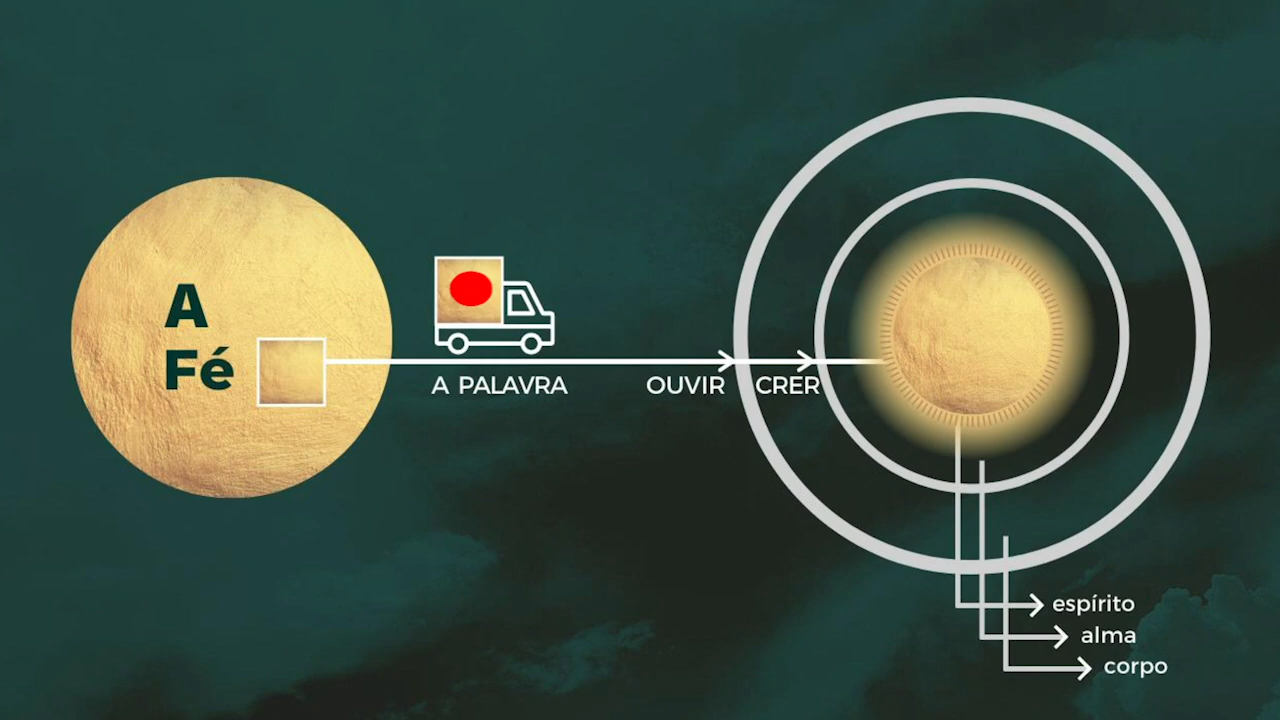 A
Fé
A PALAVRA
OUVIR
CRER
espírito
alma
corpo